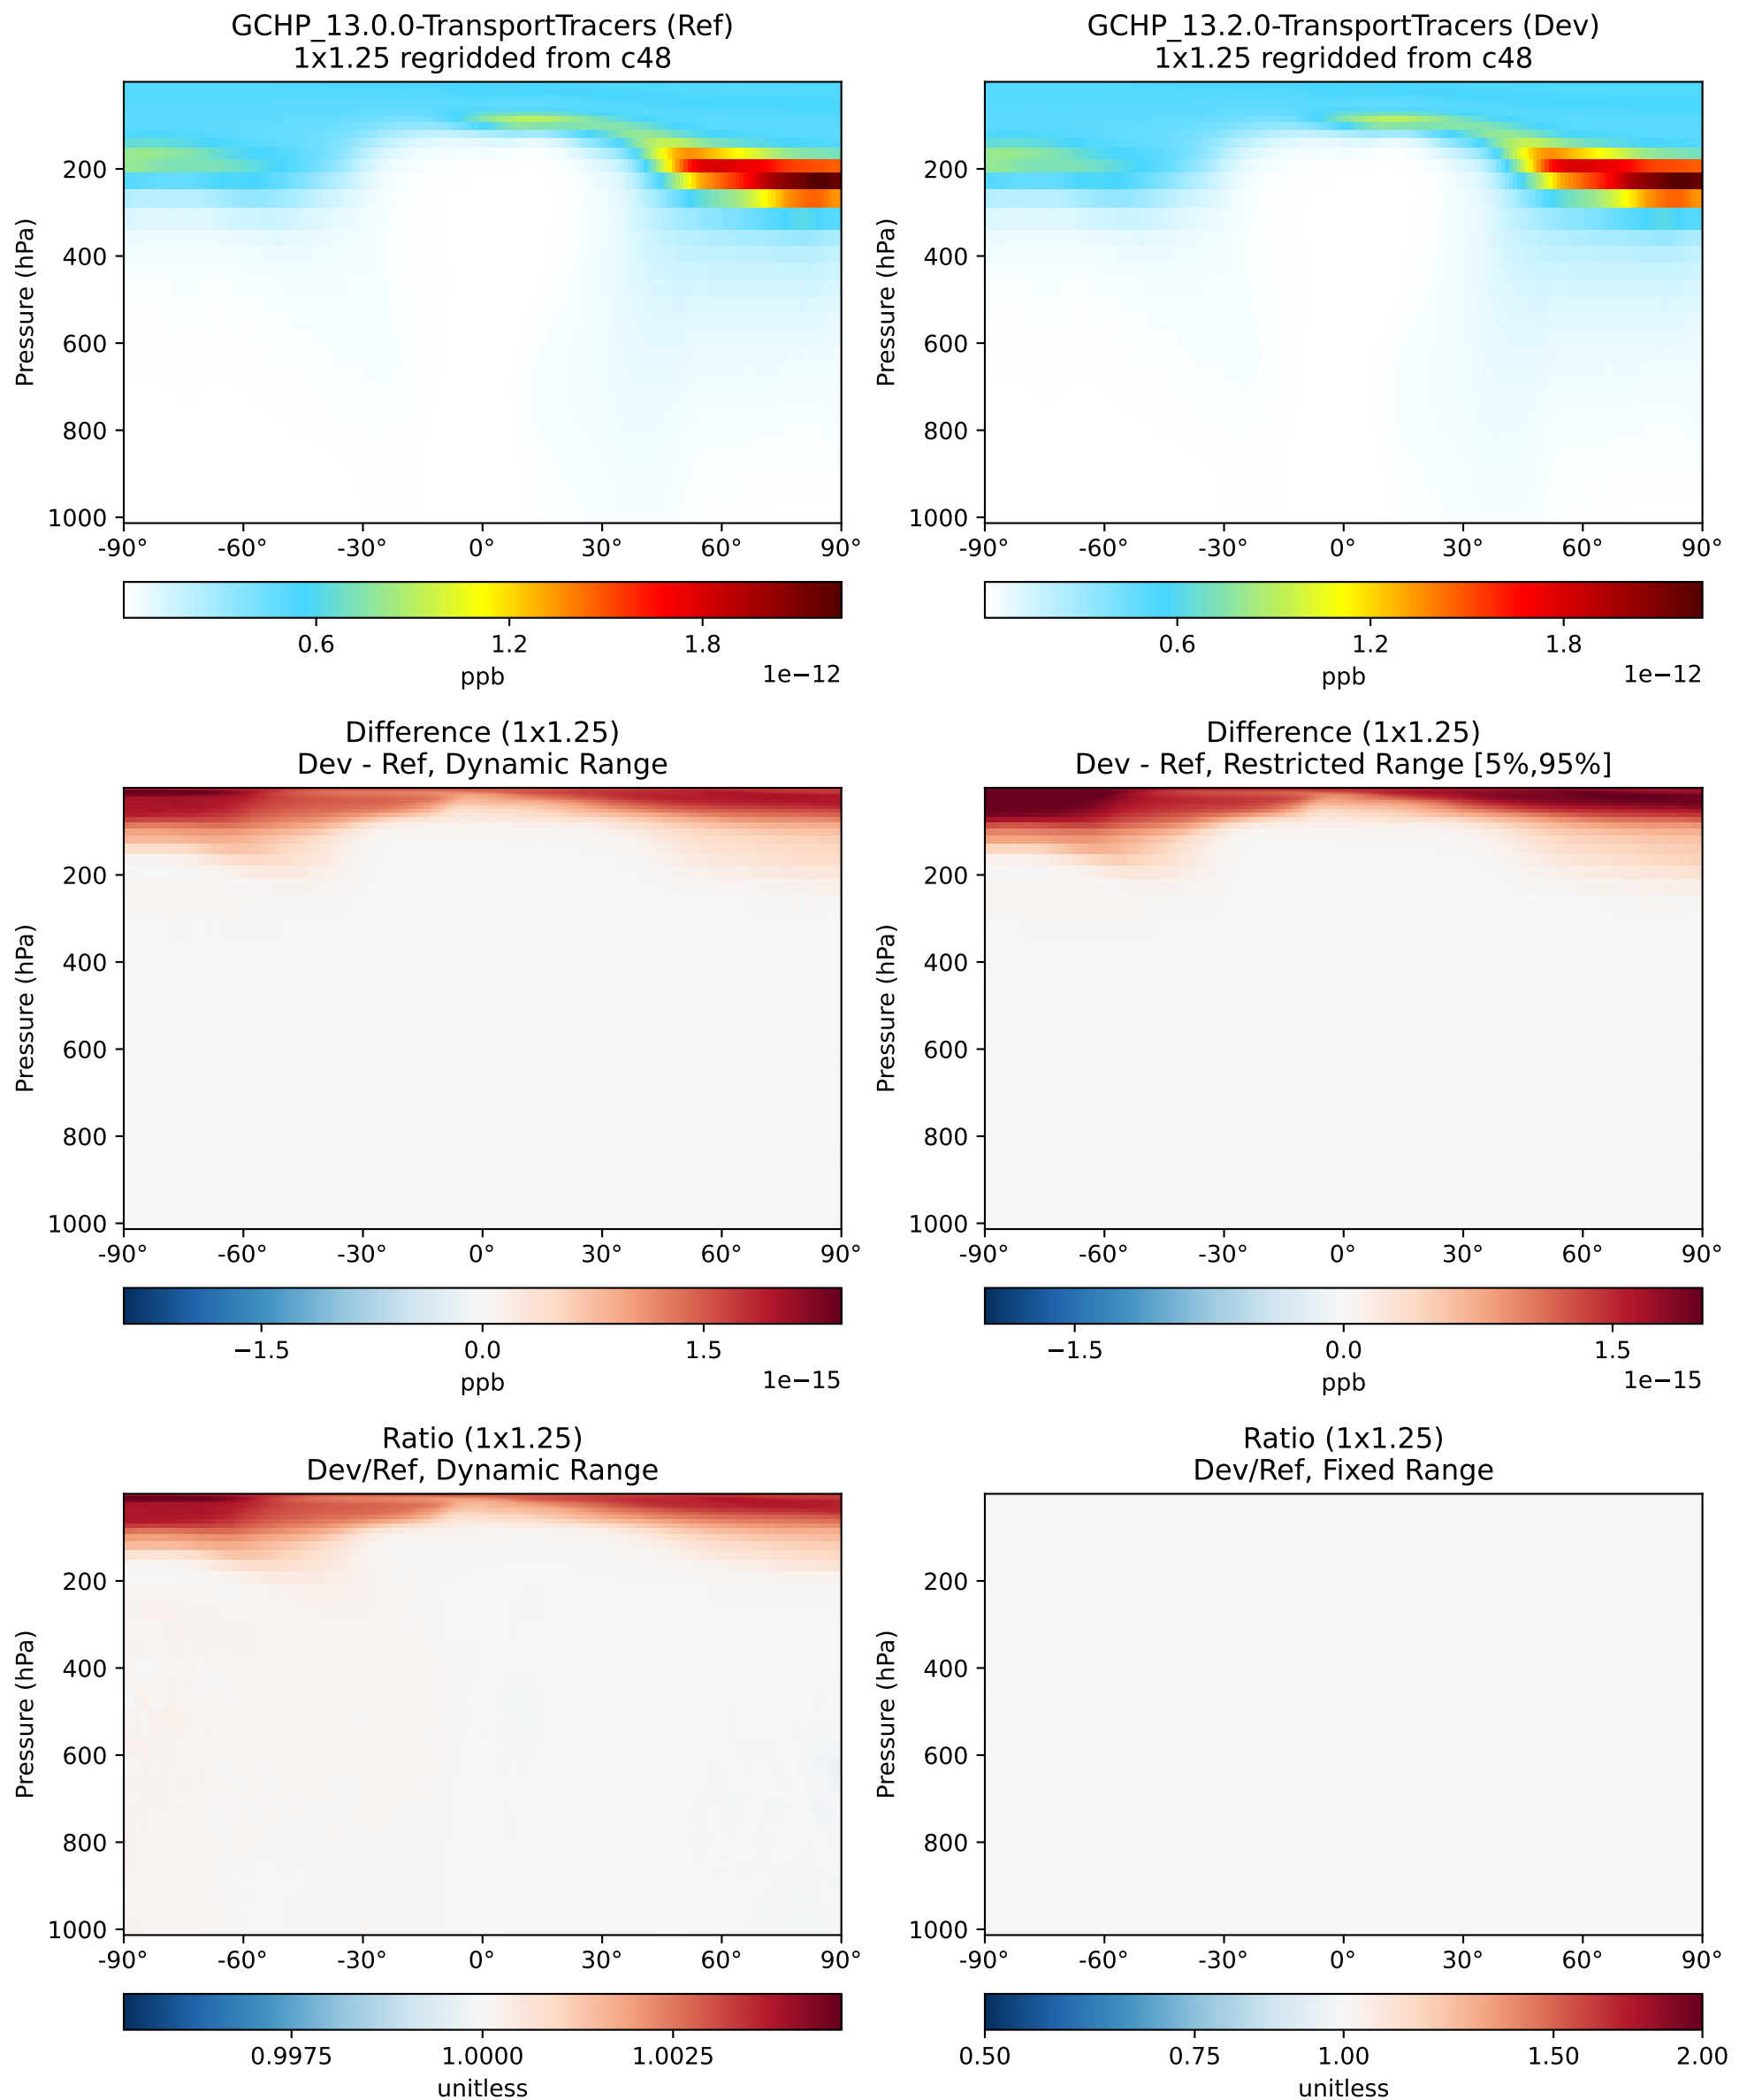 GCHP_13.0.0-TransportTracers (Ref)
1x1.25 regridded from c48
Pressure (hPa)
200
400
600
800
1000
-90° -60° -30° 0° 30° 60° 90°
0.6 1.2 1.8
ppb
1e−12
GCHP_13.2.0-TransportTracers (Dev)
1x1.25 regridded from c48
Pressure (hPa)
200
400
600
800
1000
-90° -60° -30° 0° 30° 60° 90°
0.6 1.2 1.8
ppb
1e−12
Difference (1x1.25)
Dev - Ref, Dynamic Range
Pressure (hPa)
200
400
600
800
1000
-90° -60° -30° 0° 30° 60° 90°
−1.5 0.0 1.5
ppb
1e−15
Difference (1x1.25)
Dev - Ref, Restricted Range [5%,95%]
Pressure (hPa)
200
400
600
800
1000
-90° -60° -30° 0° 30° 60° 90°
−1.5 0.0 1.5
ppb
1e−15
Ratio (1x1.25)
Dev/Ref, Dynamic Range
Pressure (hPa)
200
400
600
800
1000
-90° -60° -30° 0° 30° 60° 90°
0.9975 1.0000 1.0025
unitless
Ratio (1x1.25)
Dev/Ref, Fixed Range
Pressure (hPa)
200
400
600
800
1000
-90° -60° -30° 0° 30° 60° 90°
0.50 0.75 1.00 1.50 2.00
unitless